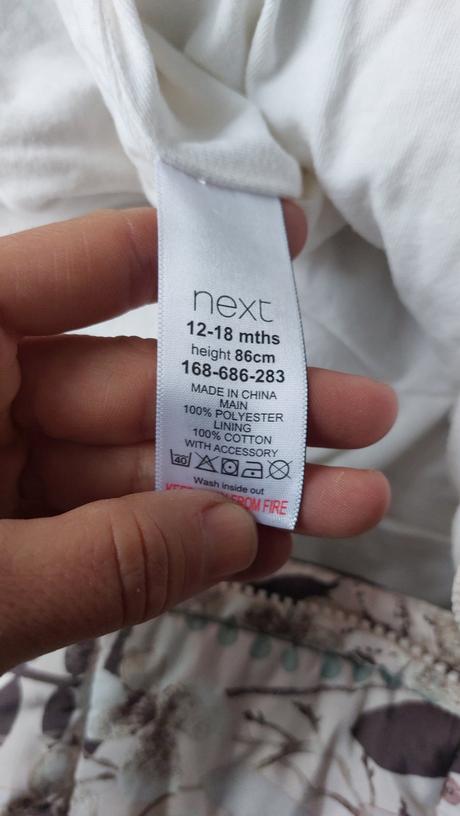 next
12-18 mths
height 86cm
168-686-283
MADE IN CHINA
MAIN
100% POLYESTER
LINING
100% COTTON
WITH ACCESSORY
40
Wash inside out
FROM FIRE